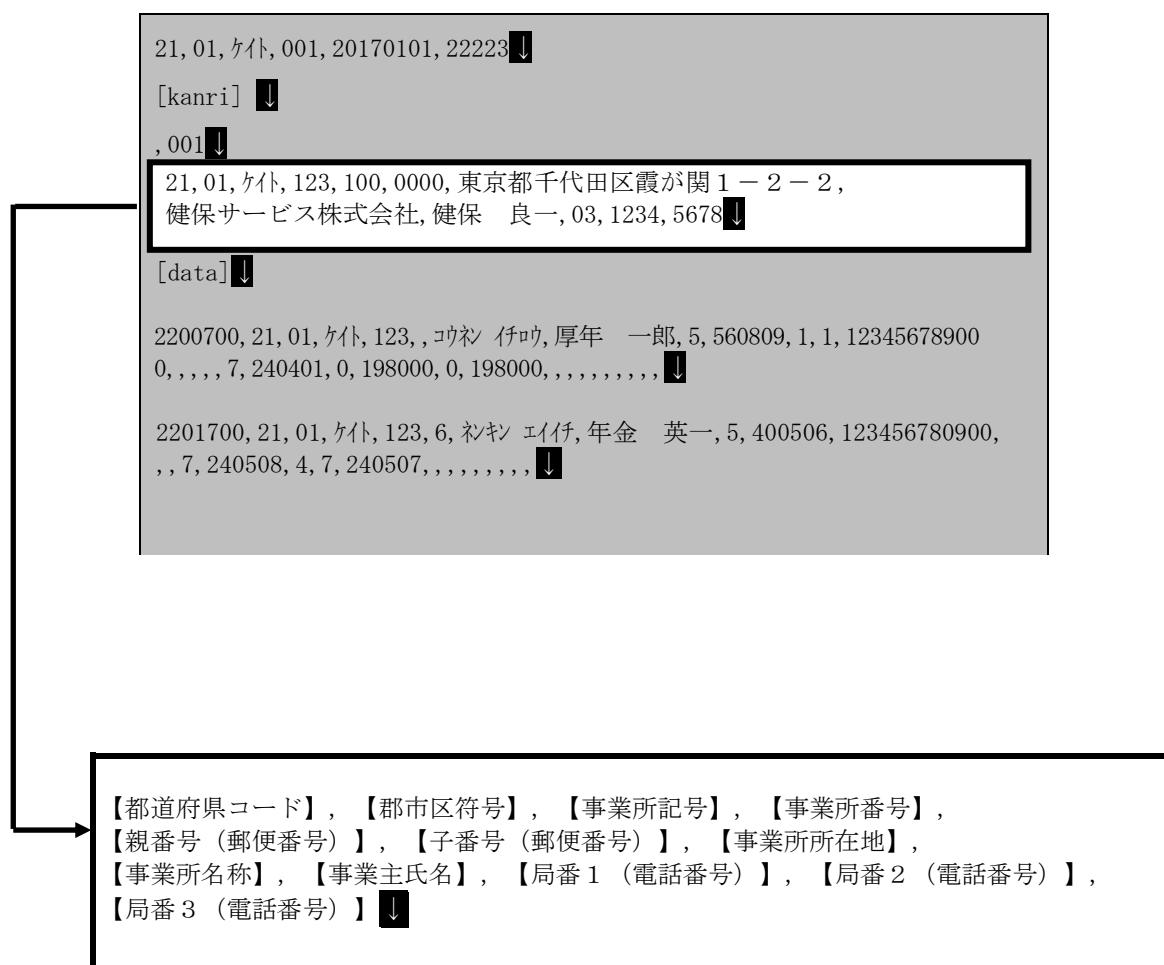 21,01,ｹｲﾄ,001,20170101,22223↓
[kanri] ↓
,001↓
21,01,ｹｲﾄ,123,100,0000,東京都千代田区霞が関１－２－２,
健保サービス株式会社,健保　良一,03,1234,5678↓
[data]↓
2200700,21,01,ｹｲﾄ,123,,ｺｳﾈﾝ ｲﾁﾛｳ,厚年　一郎,5,560809,1,1,12345678900
0,,,,,7,240401,0,198000,0,198000,,,,,,,,,,↓
2201700,21,01,ｹｲﾄ,123,6,ﾈﾝｷﾝ ｴｲｲﾁ,年金　英一,5,400506,123456780900,
,,7,240508,4,7,240507,,,,,,,,,↓
【都道府県コード】, 【郡市区符号】, 【事業所記号】, 【事業所番号】,
【親番号（郵便番号）】, 【子番号（郵便番号）】, 【事業所所在地】,
【事業所名称】, 【事業主氏名】, 【局番１（電話番号）】, 【局番２（電話番号）】,
【局番３（電話番号）】↓